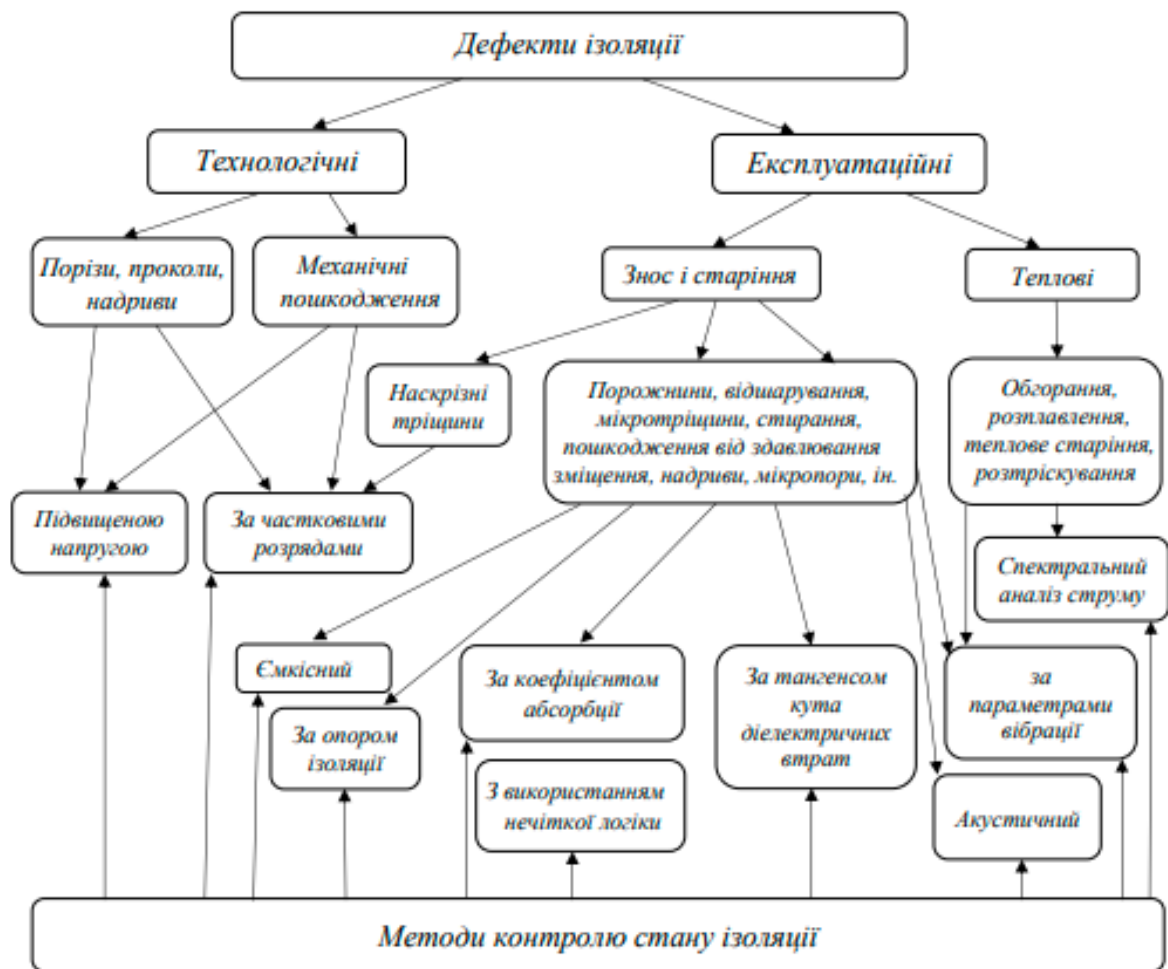 Дефекти ізоляції
Технологічні
Експлуатаційні
Порізи, проколи,
надриви
Механічні
пошкодження
Знос і старіння
Теплові
Наскрізні
тріщини
Порожнини, відшарування,
мікротріщини, стирання,
пошкодження від здавлювання
зміщення, надриви, мікропори, ін.
Обгорання,
розплавлення,
теплове старіння,
розтріскування
Підвищеною
напругою
За частковими
розрядами
Спектральний
аналіз струму
Ємкісний
За опором
ізоляції
За коефіцієнтом
абсорбції
З використанням
нечіткої логіки
За тангенсом
кута
діелектричних
втрат
за
параметрами
вібрації
Акустичний
Методи контролю стану ізоляції